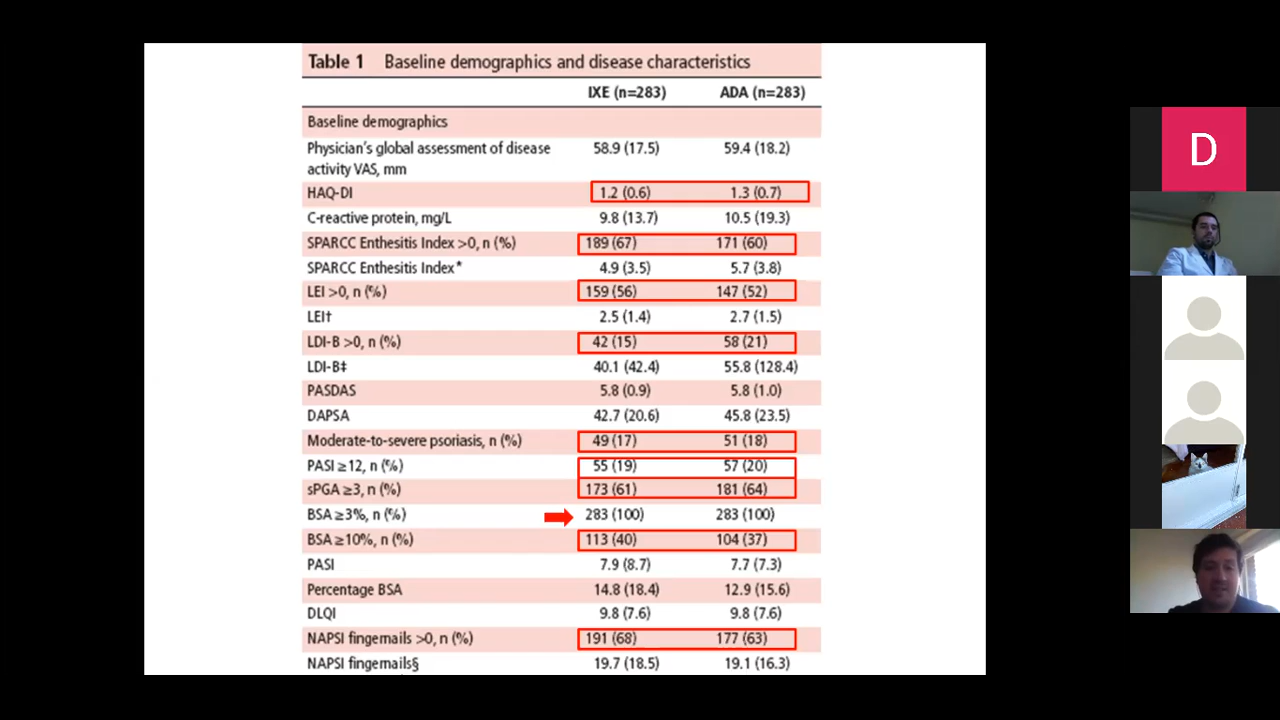 Table 1 Baseline demographics and disease characteristics
IXE (n=283) ADA (n=283)
Baseline demographics
Physician's global assessment of disease 58.9 (17.5) 59.4 (18.2)
activity VAS, mm
HAQ-DI 1.2 (0.6) 1.3 (0.7)
C-reactive protein, mg/L 9.8 (13.7) 10.5 (19.3)
SPARCC Enthesitis Index >0, n (%) 189 (67) 171 (60)
SPARCC Enthesitis Index* 4.9 (3.5) 5.7 (3.8)
LEI >0, n (%) 159 (56) 147 (52)
LEI† 2.5 (1.4) 2.7 (1.5)
LDI-B >0, n (%) 42 (15) 58 (21)
LDI-B‡ 40.1 (42.4) 55.8 (128.4)
PASDAS 5.8 (0.9) 5.8 (1.0)
DAPSA 42.7 (20.6) 45.8 (23.5)
Moderate-to-severe psoriasis, n (%) 49 (17) 51 (18)
PASI ≥12, n (%) 55 (19) 57 (20)
sPGA ≥3, n (%) 173 (61) 181 (64)
BSA ≥3%, n (%) 283 (100) 283 (100)
BSA ≥10%, n (%) 113 (40) 104 (37)
PASI 7.9 (8.7) 7.7 (7.3)
Percentage BSA 14.8 (18.4) 12.9 (15.6)
DLQI 9.8 (7.6) 9.8 (7.6)
NAPSI fingernails >0, n (%) 191 (68) 177 (63)
NAPSI fingernails§ 19.7 (18.5) 19.1 (16.3)
D